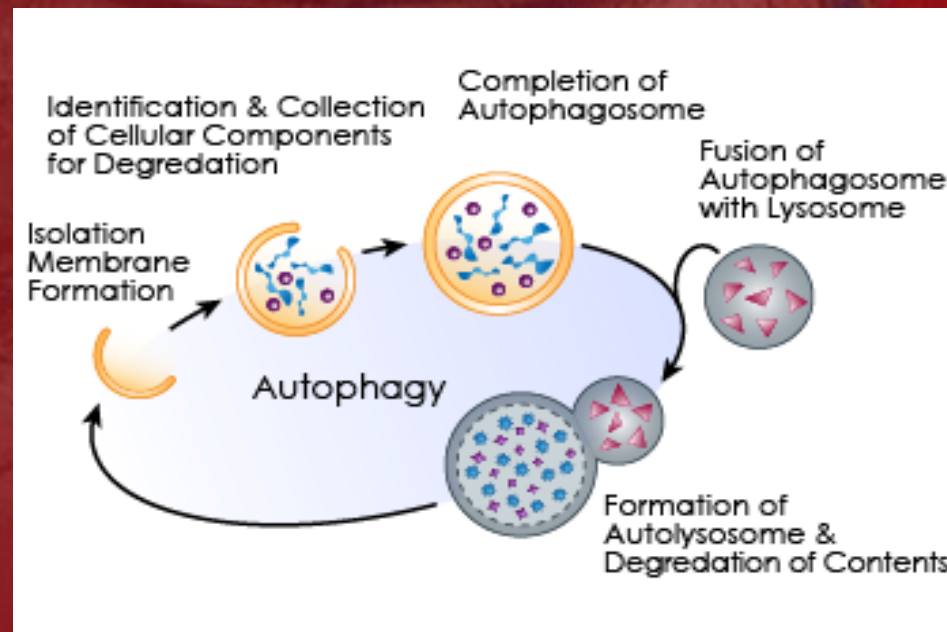 Identification & Collection
of Cellular Components
for Degredation
Completion of
Autophagosome
Fusion of
Autophagosome
with Lysosome
Isolation
Membrane
Formation
Autophagy
Formation of
Autolysosome &
Degredation of Contents